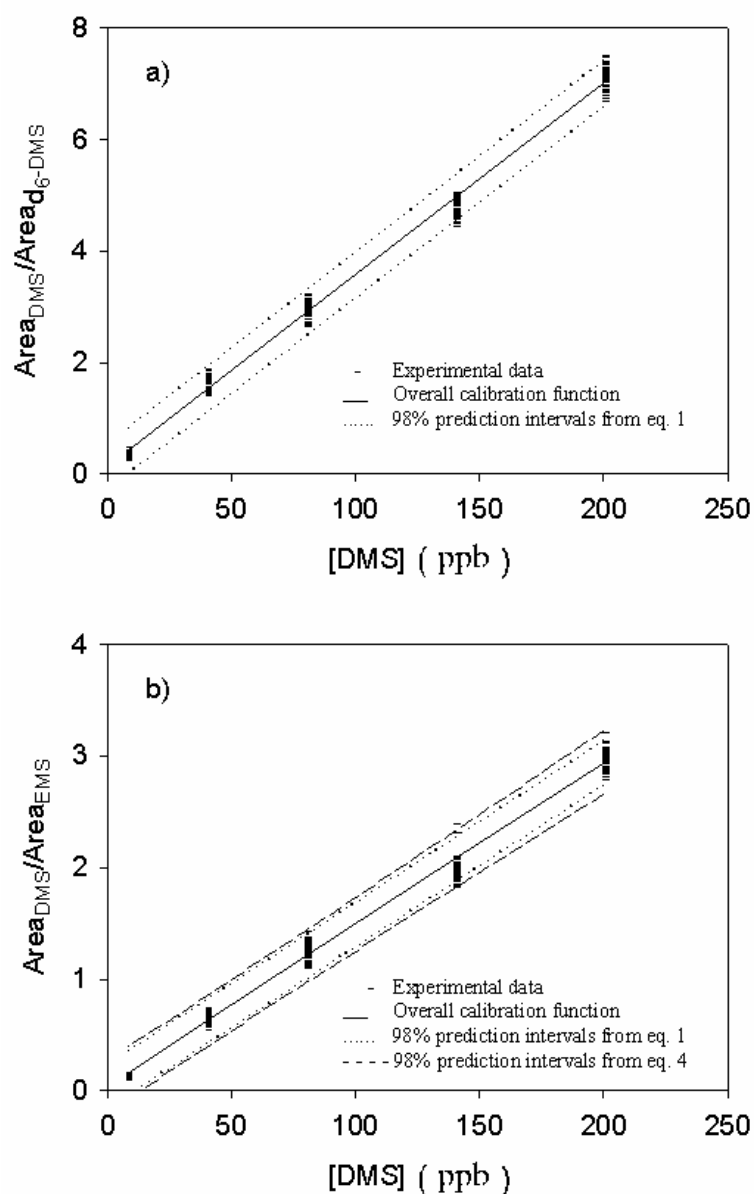 a)
8
6
4
2
0
Area_DMS/Area_d6-DMS
Experimental data
Overall calibration function
98% prediction intervals from eq. 1
0 50 100 150 200 250
[DMS] ( ppb )
b)
4
3
2
1
0
Area_DMS/Area_EMS
Experimental data
Overall calibration function
98% prediction intervals from eq. 1
98% prediction intervals from eq. 4
0 50 100 150 200 250
[DMS] ( ppb )